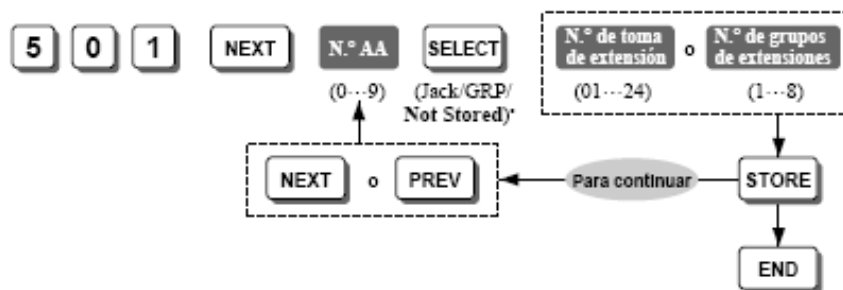 5 0 1 NEXT N.° AA SELECT N.° de toma de extensión o N.° de grupos de extensiones
(0···9) (Jack/GRP/ Not Stored)* (01···24) (1···8)
NEXT o PREV Para continuar STORE
END